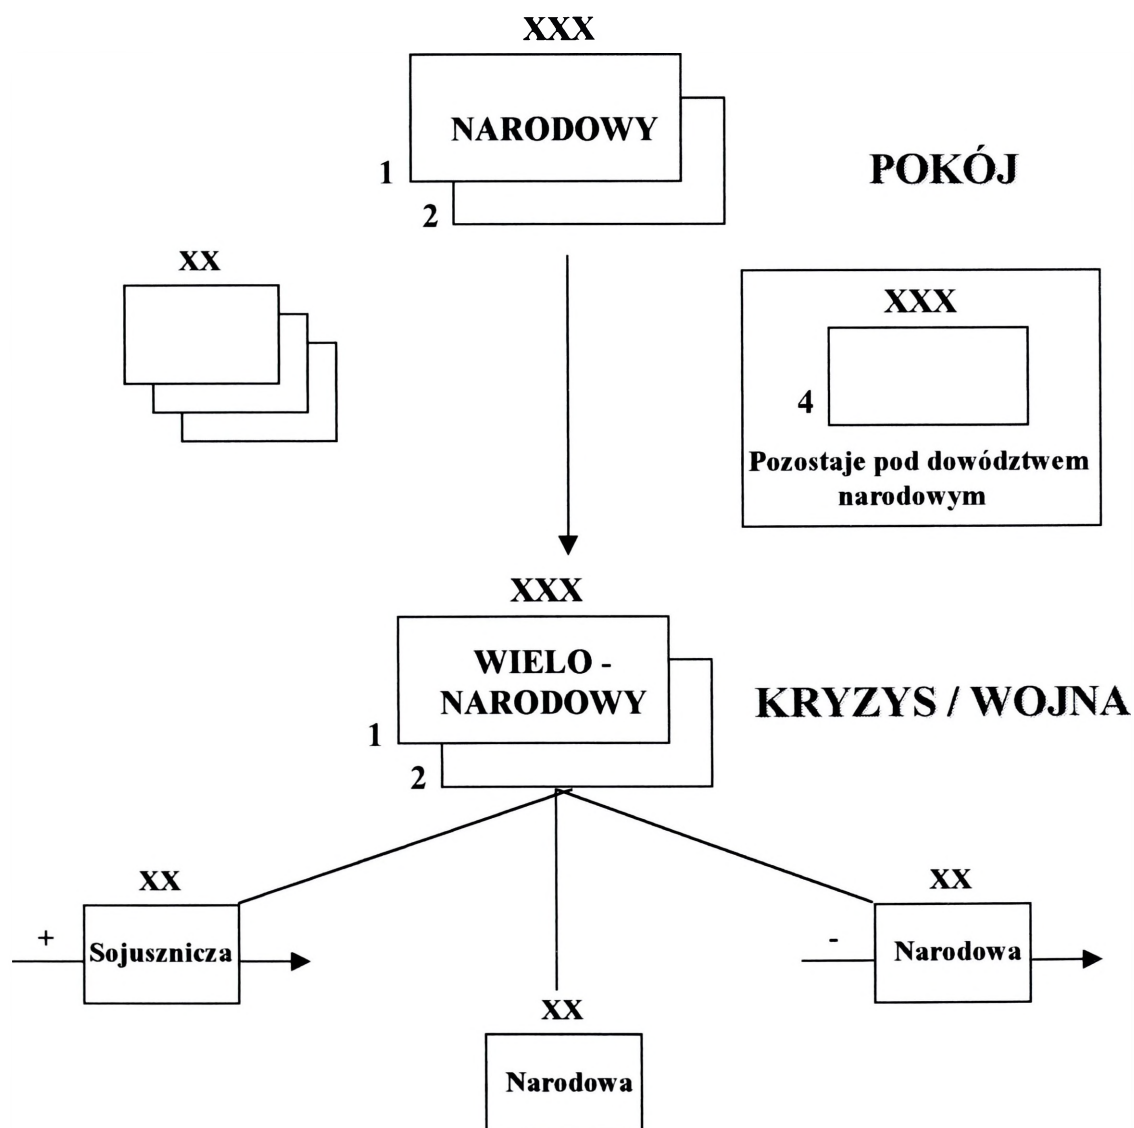 XXX
NARODOWY
1
2
POKÓJ
XX
XXX
4
Pozostaje pod dowództwem
narodowym
XXX
WIELO -
NARODOWY
1
2
KRYZYS / WOJNA
XX
+
Sojusznicza
XX
-
Narodowa
XX
Narodowa